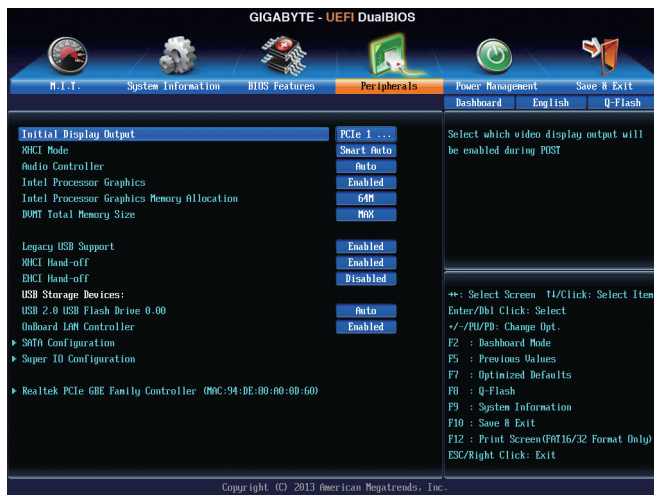 GIGABYTE - UEFI DualBIOS
M.I.T.
System Information
BIOS Features
Peripherals
Power Management
Save & Exit
Dashboard
English
Q-Flash
Initial Display Output PCIe 1 ...
XHCI Mode Smart Auto
Audio Controller Auto
Intel Processor Graphics Enabled
Intel Processor Graphics Memory Allocation 64M
DVMT Total Memory Size MAX
Legacy USB Support Enabled
XHCI Hand-off Enabled
EHCI Hand-off Disabled
USB Storage Devices:
USB 2.0 USB Flash Drive 0.00 Auto
OnBoard LAN Controller Enabled
SATA Configuration
Super IO Configuration
Realtek PCIe GBE Family Controller (MAC:94:DE:80:A0:0D:60)
Select which video display output will
be enabled during POST
↔: Select Screen ↑↓/Click: Select Item
Enter/Dbl Click: Select
+/-/PU/PD: Change Opt.
F2 : Dashboard Mode
F5 : Previous Values
F7 : Optimized Defaults
F8 : Q-Flash
F9 : System Information
F10 : Save & Exit
F12 : Print Screen(FAT16/32 Format Only)
ESC/Right Click: Exit
Copyright (C) 2013 American Megatrends, Inc.